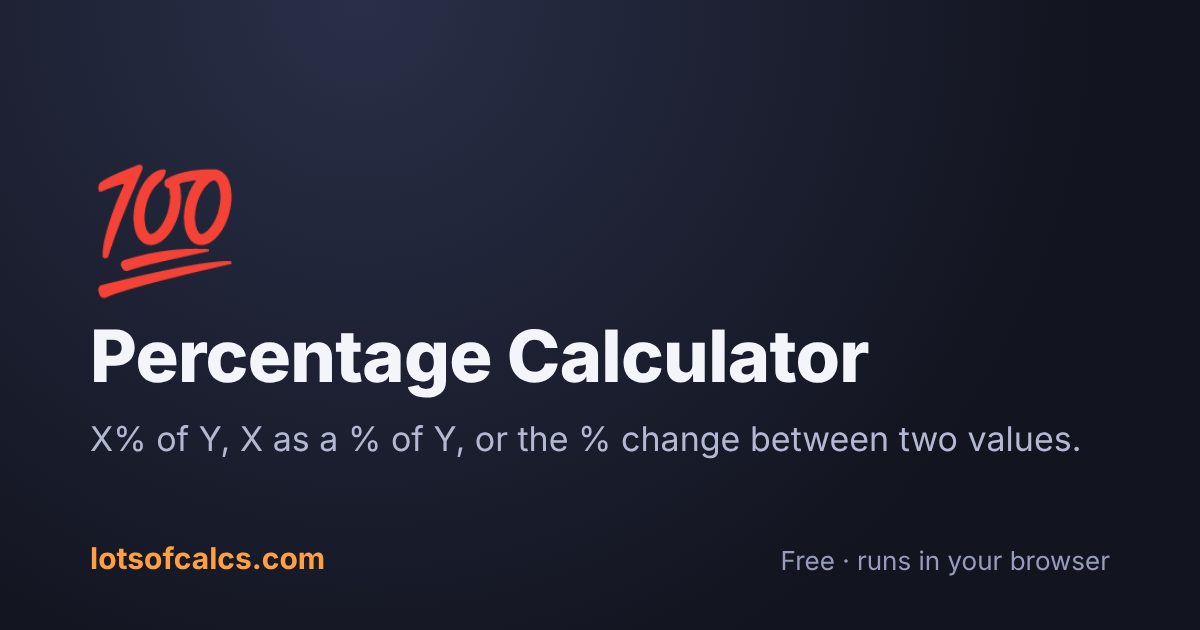 💯
Percentage Calculator
X% of Y, X as a % of Y, or the % change between two values.
lotsofcalcs.com
Free · runs in your browser